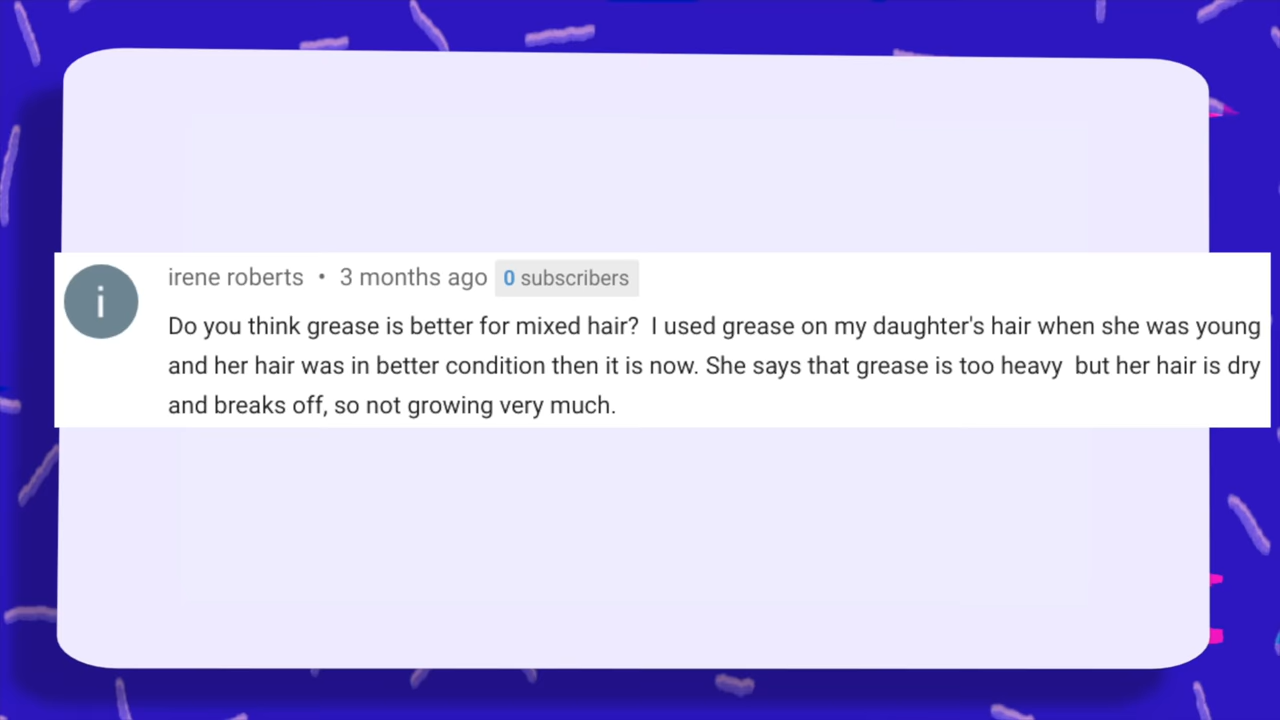 i
irene roberts • 3 months ago 0 subscribers
Do you think grease is better for mixed hair?  I used grease on my daughter's hair when she was young
and her hair was in better condition then it is now. She says that grease is too heavy  but her hair is dry
and breaks off, so not growing very much.